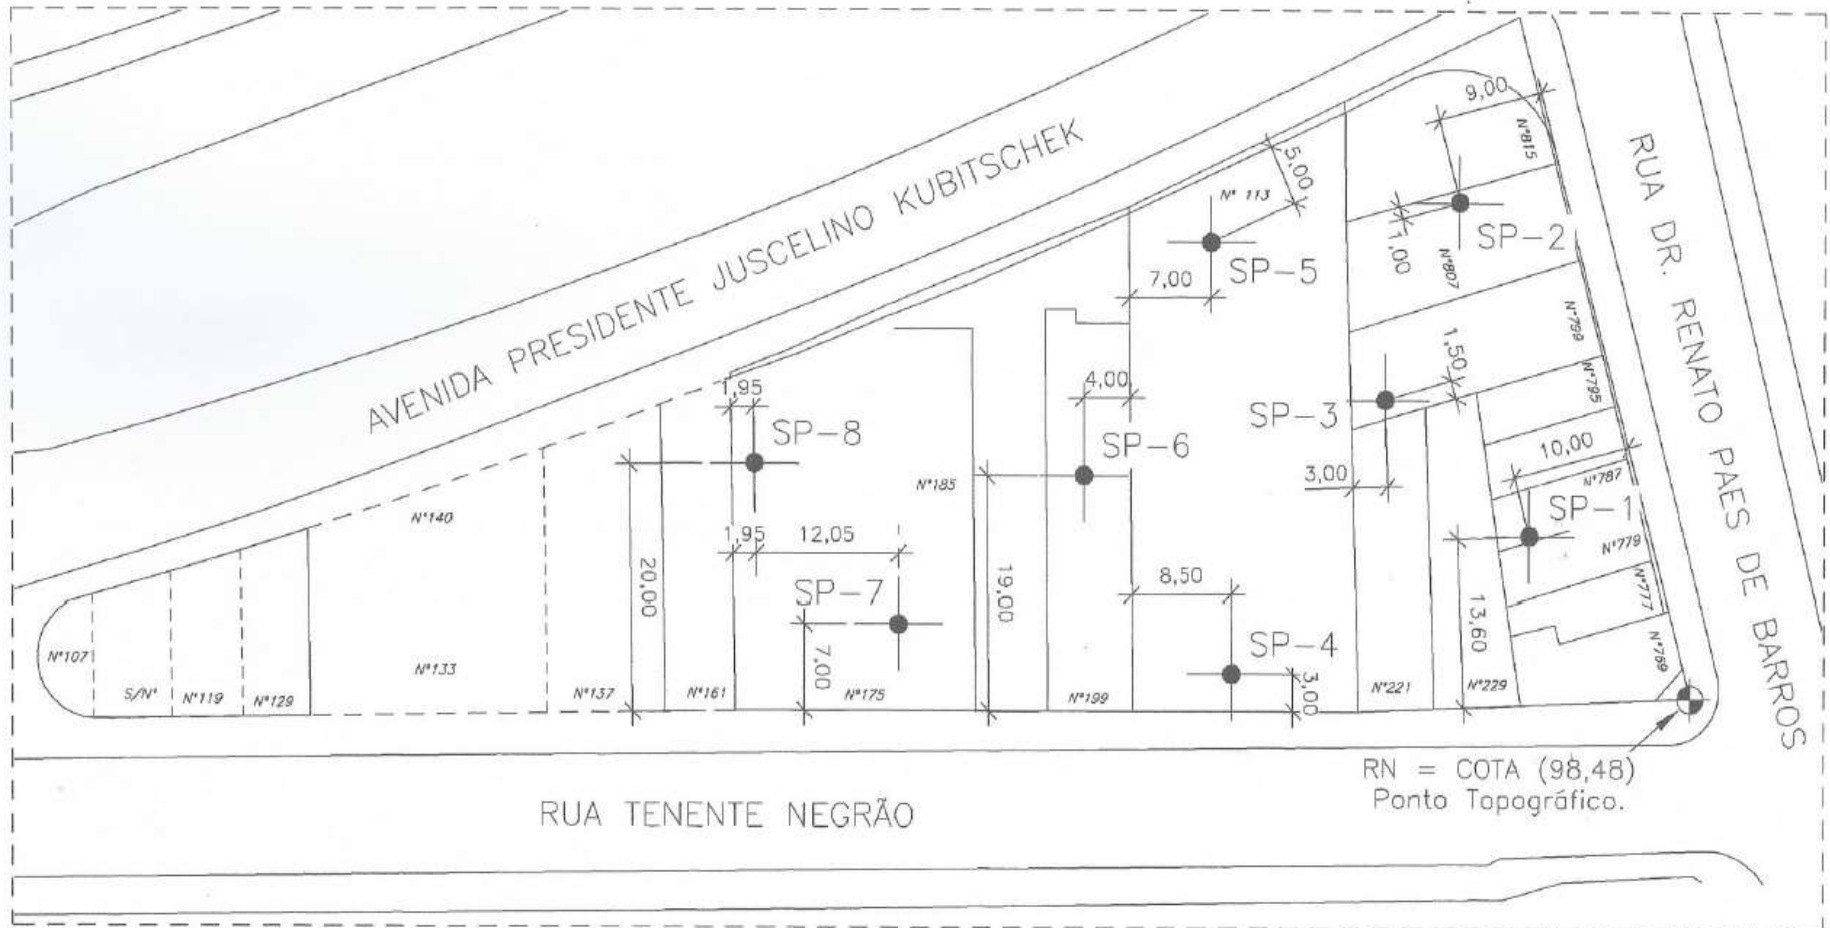 9,00
N°815
AVENIDA PRESIDENTE JUSCELINO KUBITSCHEK
RUA DR. RENATO PAES DE BARROS
5,00
N° 113
SP-2
1,00
N°807
SP-5
7,00
N°799
1,50
N°795
1,95
4,00
SP-3
SP-8
SP-6
10,00
3,00
N°787
N°185
N°140
SP-1
1,95
12,05
N°779
20,00
19,00
8,50
N°777
SP-7
13,60
7,00
SP-4
N°769
N°107
N°133
3,00
S/N°
N°119
N°129
N°137
N°161
N°175
N°199
N°221
N°229
RN = COTA (98,48)
Ponto Topográfico.
RUA TENENTE NEGRÃO